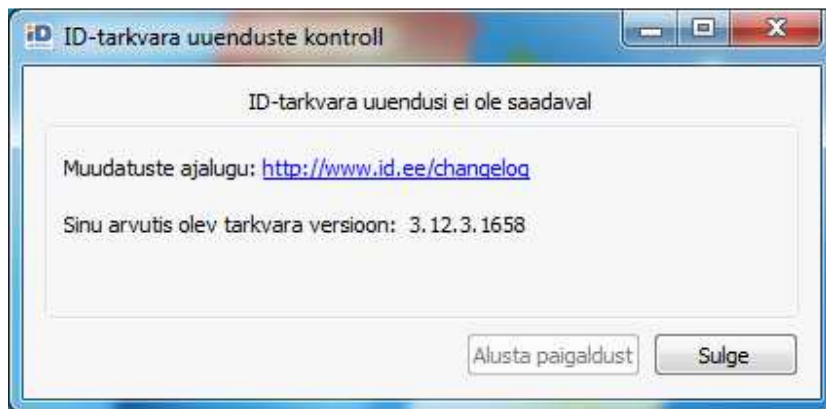 iD ID-tarkvara uuenduste kontroll
ID-tarkvara uuendusi ei ole saadaval
Muudatuste ajalugu: http://www.id.ee/changelog
Sinu arvutis olev tarkvara versioon: 3.12.3.1658
Alusta paigaldust Sulge